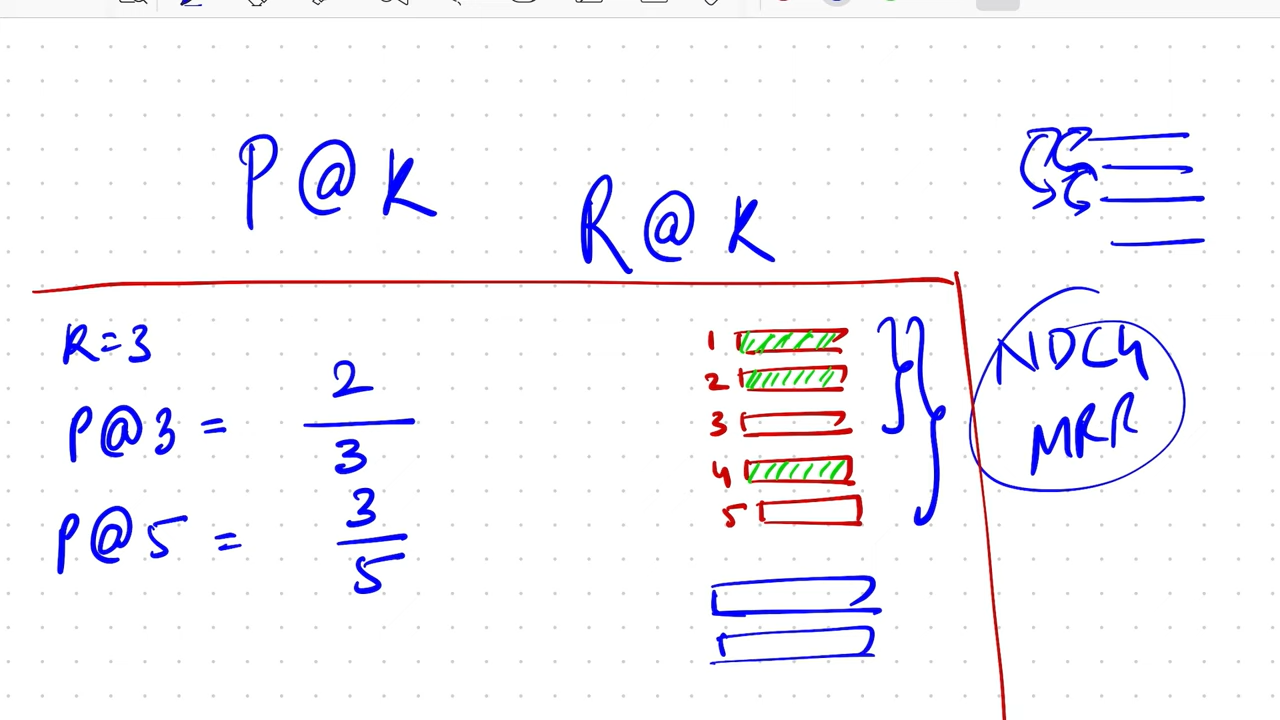 P @ K
R @ K
R=3
P@3 = 2/3
P@5 = 3/5
1
2
3
4
5
NDCG
MRR